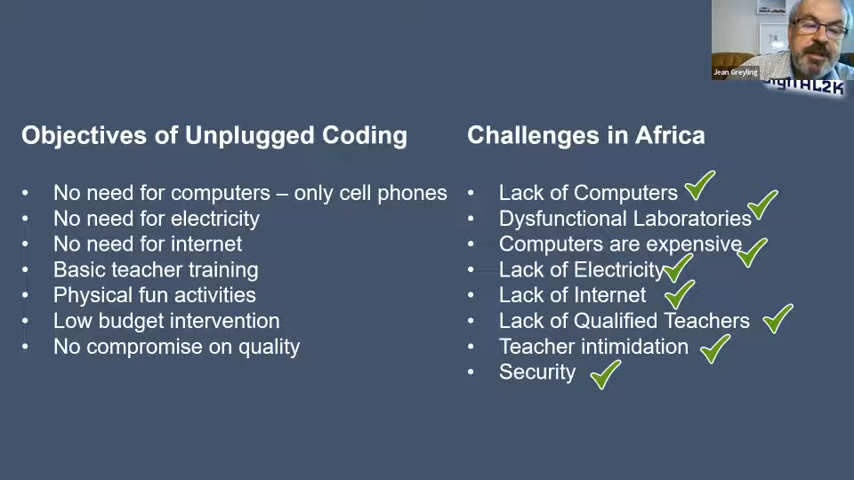 Jean Greyling
DIGITAL2K
Objectives of Unplugged Coding
• No need for computers – only cell phones
• No need for electricity
• No need for internet
• Basic teacher training
• Physical fun activities
• Low budget intervention
• No compromise on quality
Challenges in Africa
• Lack of Computers
• Dysfunctional Laboratories
• Computers are expensive
• Lack of Electricity
• Lack of Internet
• Lack of Qualified Teachers
• Teacher intimidation
• Security